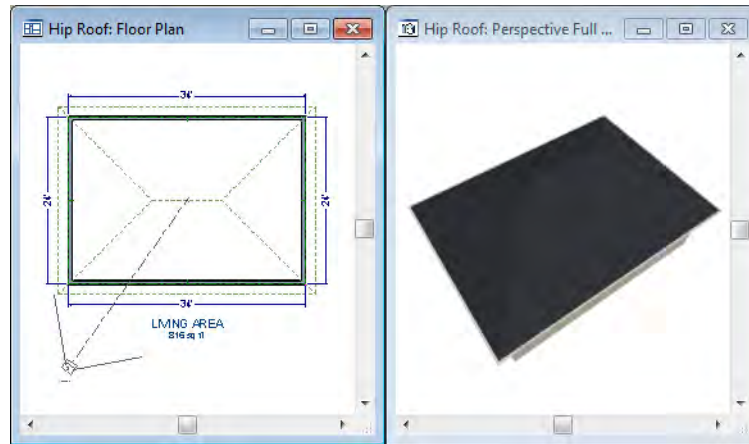 Hip Roof: Floor Plan
34'
24'
24'
34'
LIVING AREA
816 sq ft
Hip Roof: Perspective Full ...